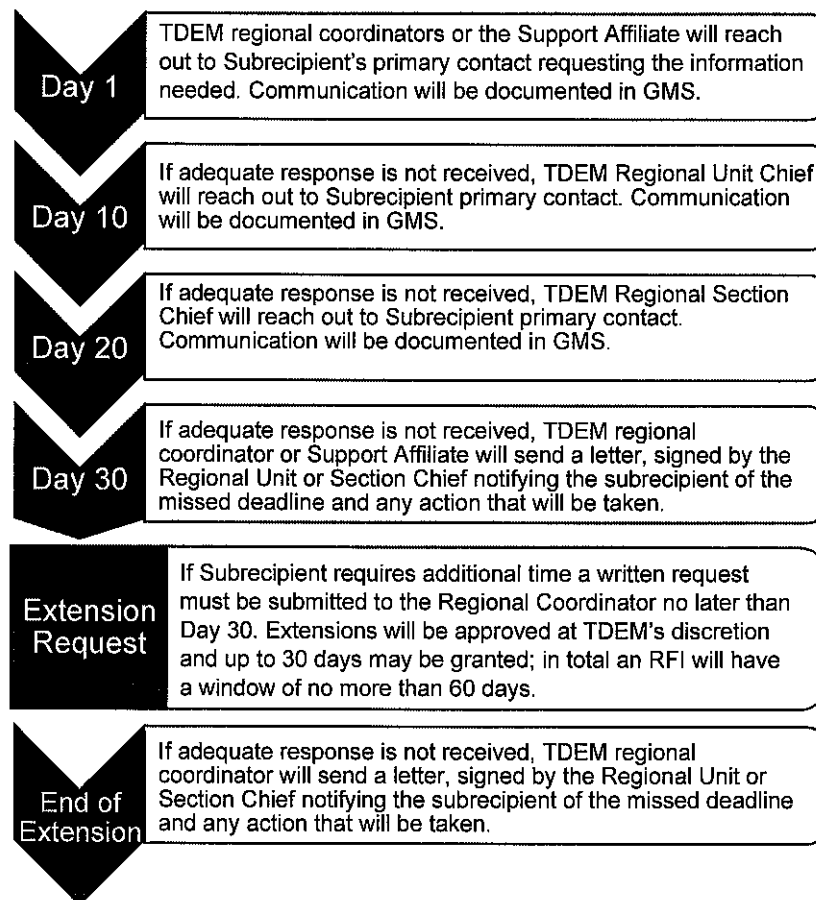 Day 1
TDEM regional coordinators or the Support Affiliate will reach
out to Subrecipient's primary contact requesting the information
needed. Communication will be documented in GMS.
Day 10
If adequate response is not received, TDEM Regional Unit Chief
will reach out to Subrecipient primary contact. Communication
will be documented in GMS.
Day 20
If adequate response is not received, TDEM Regional Section
Chief will reach out to Subrecipient primary contact.
Communication will be documented in GMS.
Day 30
If adequate response is not received, TDEM regional
coordinator or Support Affiliate will send a letter, signed by the
Regional Unit or Section Chief notifying the subrecipient of the
missed deadline and any action that will be taken.
Extension
Request
If Subrecipient requires additional time a written request
must be submitted to the Regional Coordinator no later than
Day 30. Extensions will be approved at TDEM's discretion
and up to 30 days may be granted; in total an RFI will have
a window of no more than 60 days.
End of
Extension
If adequate response is not received, TDEM regional
coordinator will send a letter, signed by the Regional Unit or
Section Chief notifying the subrecipient of the missed deadline
and any action that will be taken.